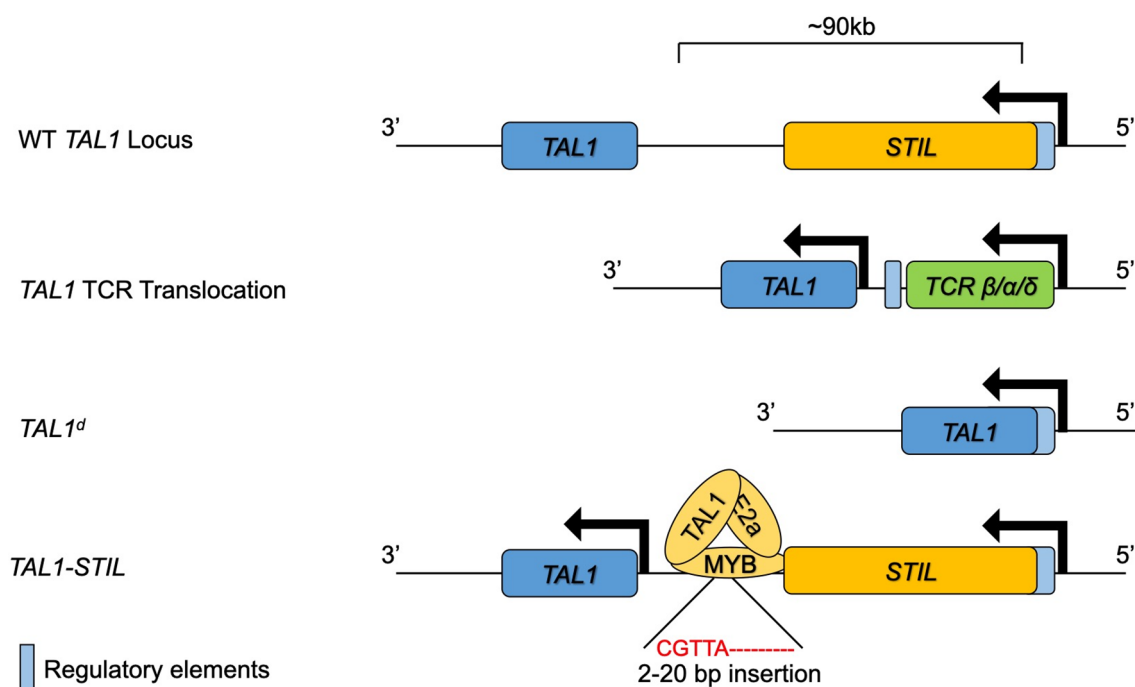 ~90kb
WT TAL1 Locus
3’ TAL1 STIL 5’
TAL1 TCR Translocation
3’ TAL1 TCR β/α/δ 5’
TAL1ᵈ
3’ TAL1 5’
TAL1-STIL
3’ TAL1 TAL1 E2a MYB STIL 5’
CGTTA---------
2-20 bp insertion
Regulatory elements